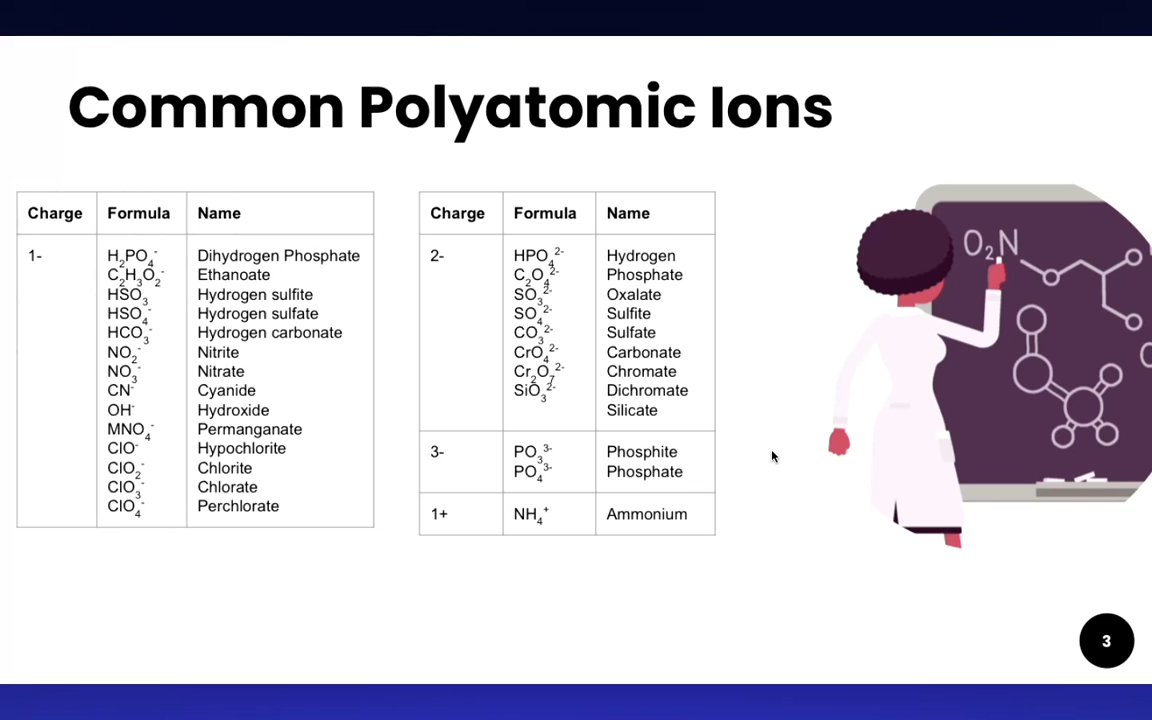 Common Polyatomic Ions
Charge Formula Name
1- H₂PO₄⁻ Dihydrogen Phosphate
C₂H₃O₂⁻ Ethanoate
HSO₃⁻ Hydrogen sulfite
HSO₄⁻ Hydrogen sulfate
HCO₃⁻ Hydrogen carbonate
NO₂⁻ Nitrite
NO₃⁻ Nitrate
CN⁻ Cyanide
OH⁻ Hydroxide
MNO₄⁻ Permanganate
ClO⁻ Hypochlorite
ClO₂⁻ Chlorite
ClO₃⁻ Chlorate
ClO₄⁻ Perchlorate
Charge Formula Name
2- HPO₄²⁻ Hydrogen
C₂O₄²⁻ Phosphate
SO₃²⁻ Oxalate
SO₄²⁻ Sulfite
CO₃²⁻ Sulfate
CrO₄²⁻ Carbonate
Cr₂O₇²⁻ Chromate
SiO₃²⁻ Dichromate
Silicate
3- PO₃³⁻ Phosphite
PO₄³⁻ Phosphate
1+ NH₄⁺ Ammonium
O₂N
3